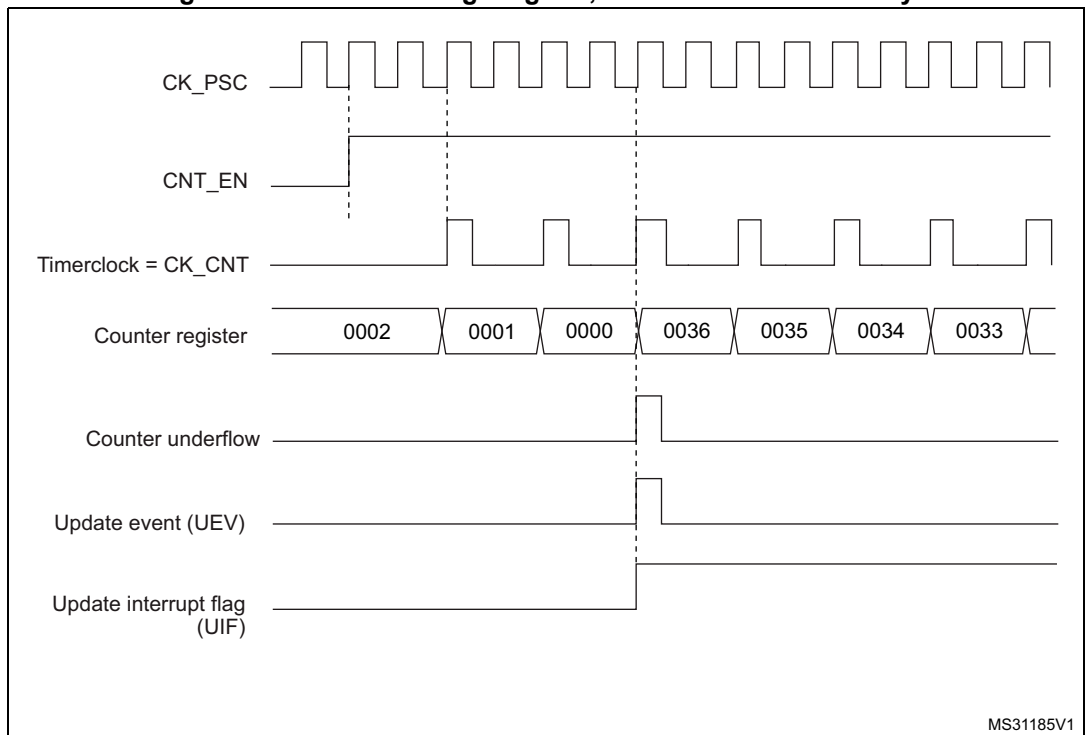 CK_PSC
CNT_EN
Timerclock = CK_CNT
Counter register
0002 0001 0000 0036 0035 0034 0033
Counter underflow
Update event (UEV)
Update interrupt flag
(UIF)
MS31185V1